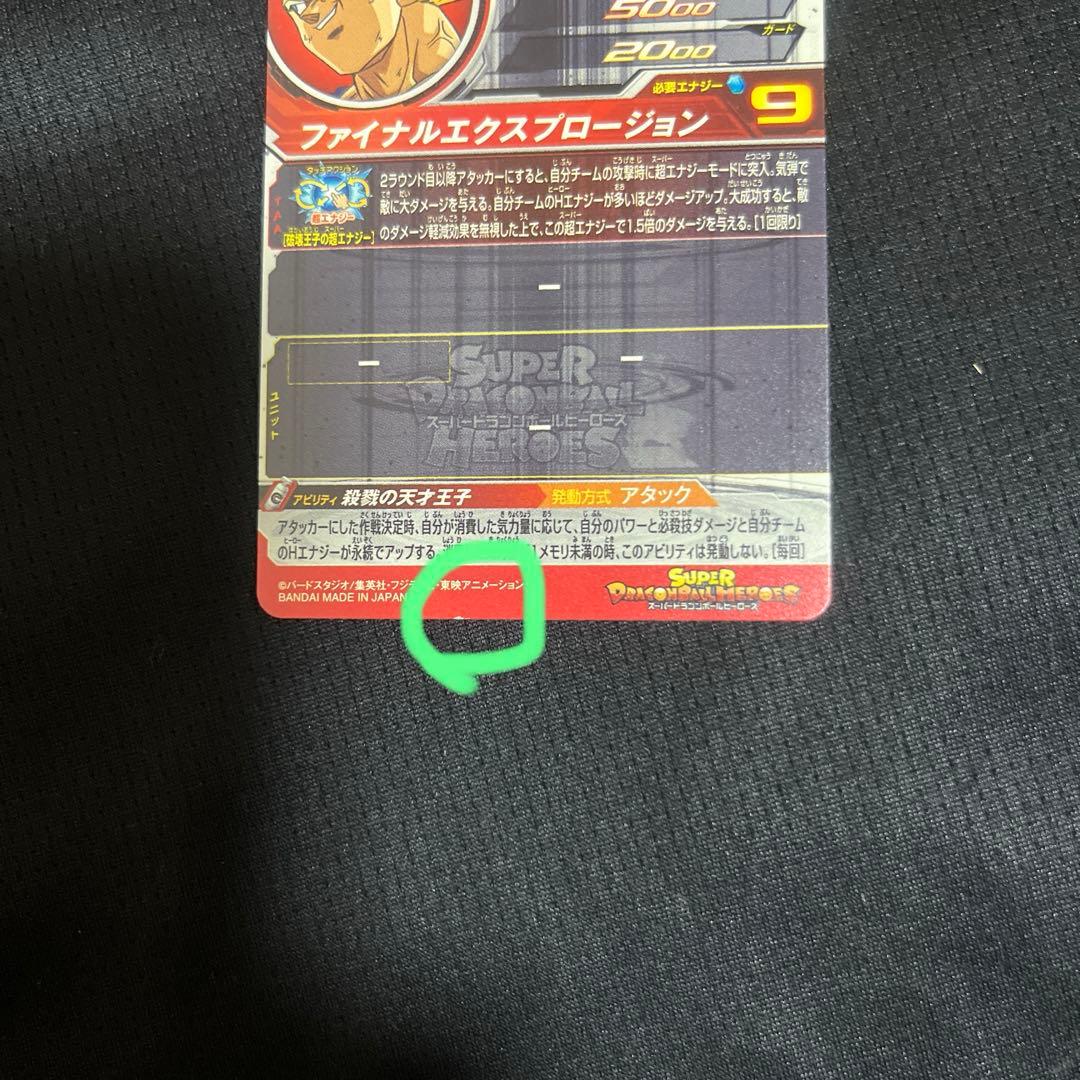 5000
ガード
2000
必要エナジー 9
ファイナルエクスプロージョン
タッチアクション
超エナジー
[破壊王子の超エナジー]
2ラウンド目以降アタッカーにすると、自分チームの攻撃時に超エナジーモードに突入。気弾で
敵に大ダメージを与える。自分チームのHエナジーが多いほどダメージアップ。大成功すると、敵
のダメージ軽減効果を無視した上で、この超エナジーで1.5倍のダメージを与える。[1回限り]
ー
ー ー
SUPER
DRAGONBALL
スーパードラゴンボールヒーローズ
HEROES
ー
ユニット
アビリティ 殺戮の天才王子 発動方式 アタック
アタッカーにした作戦決定時、自分が消費した気力量に応じて、自分のパワーと必殺技ダメージと自分チーム
のHエナジーが永続でアップする。 メモリ未満の時、このアビリティは発動しない。[毎回]
©バードスタジオ/集英社・フジテ ・東映アニメーション
BANDAI MADE IN JAPAN
SUPER
DRAGONBALL HEROES
スーパードラゴンボールヒーローズ